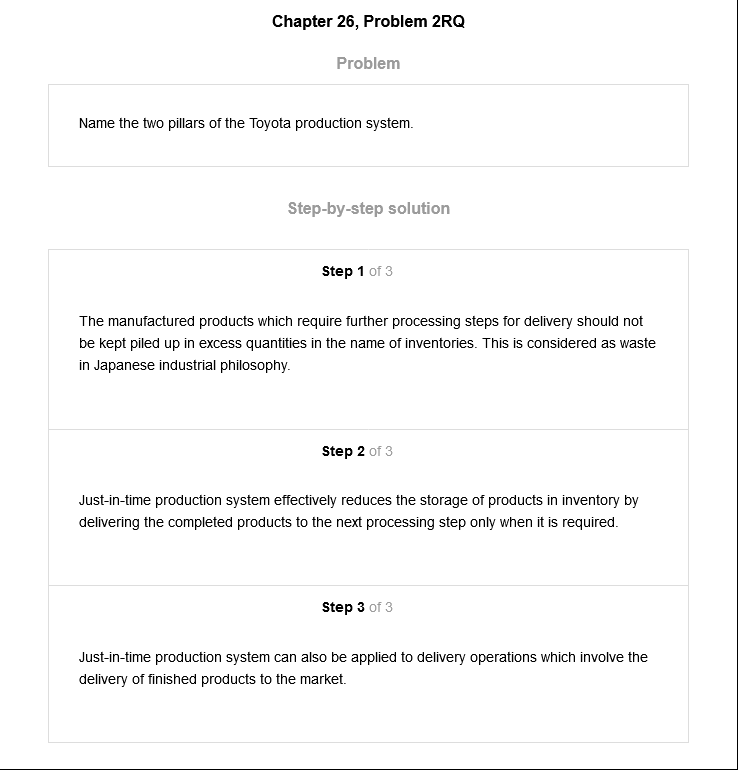 Chapter 26, Problem 2RQ
Problem
Name the two pillars of the Toyota production system.
Step-by-step solution
Step 1 of 3
The manufactured products which require further processing steps for delivery should not
be kept piled up in excess quantities in the name of inventories. This is considered as waste
in Japanese industrial philosophy.
Step 2 of 3
Just-in-time production system effectively reduces the storage of products in inventory by
delivering the completed products to the next processing step only when it is required.
Step 3 of 3
Just-in-time production system can also be applied to delivery operations which involve the
delivery of finished products to the market.